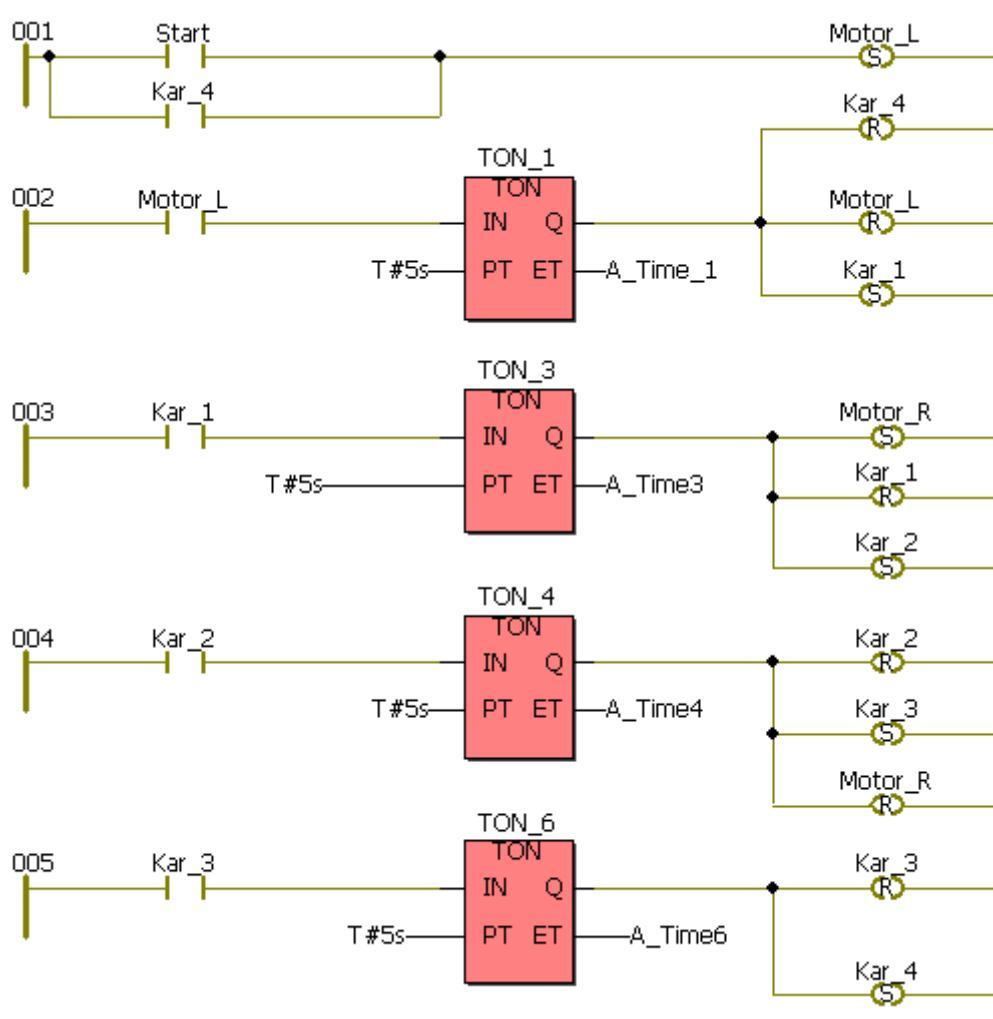 001 Start Motor_L
S
Kar_4 Kar_4
R
TON_1
002 Motor_L TON Motor_L
IN Q R
T#5s PT ET A_Time_1 Kar_1
S
TON_3
003 Kar_1 TON Motor_R
IN Q S
T#5s PT ET A_Time3 Kar_1
R
Kar_2
S
TON_4
004 Kar_2 TON Kar_2
IN Q R
T#5s PT ET A_Time4 Kar_3
S
Motor_R
R
TON_6
005 Kar_3 TON Kar_3
IN Q R
T#5s PT ET A_Time6
Kar_4
S